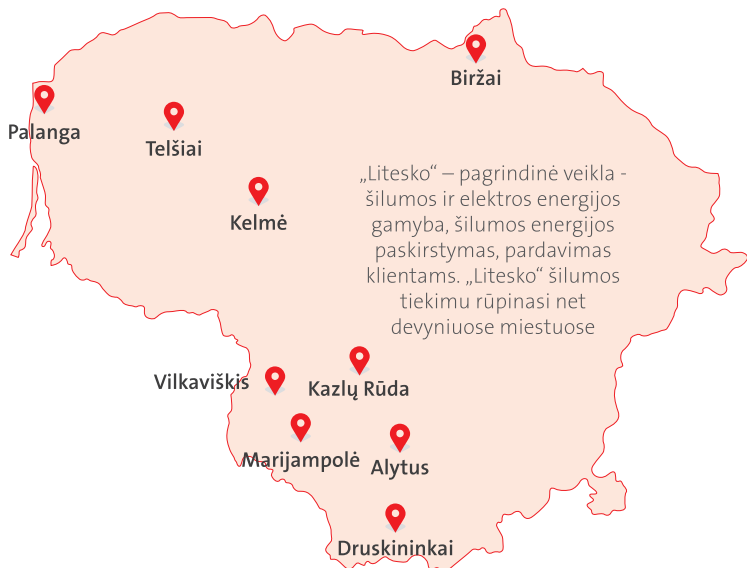 Biržai
Palanga
Telšiai
„Litesko“ – pagrindinė veikla -
šilumos ir elektros energijos
gamyba, šilumos energijos
paskirstymas, pardavimas
klientams. „Litesko“ šilumos
tiekimu rūpinasi net
devyniuose miestuose
Kelmė
Vilkaviškis
Kazlų Rūda
Marijampolė
Alytus
Druskininkai